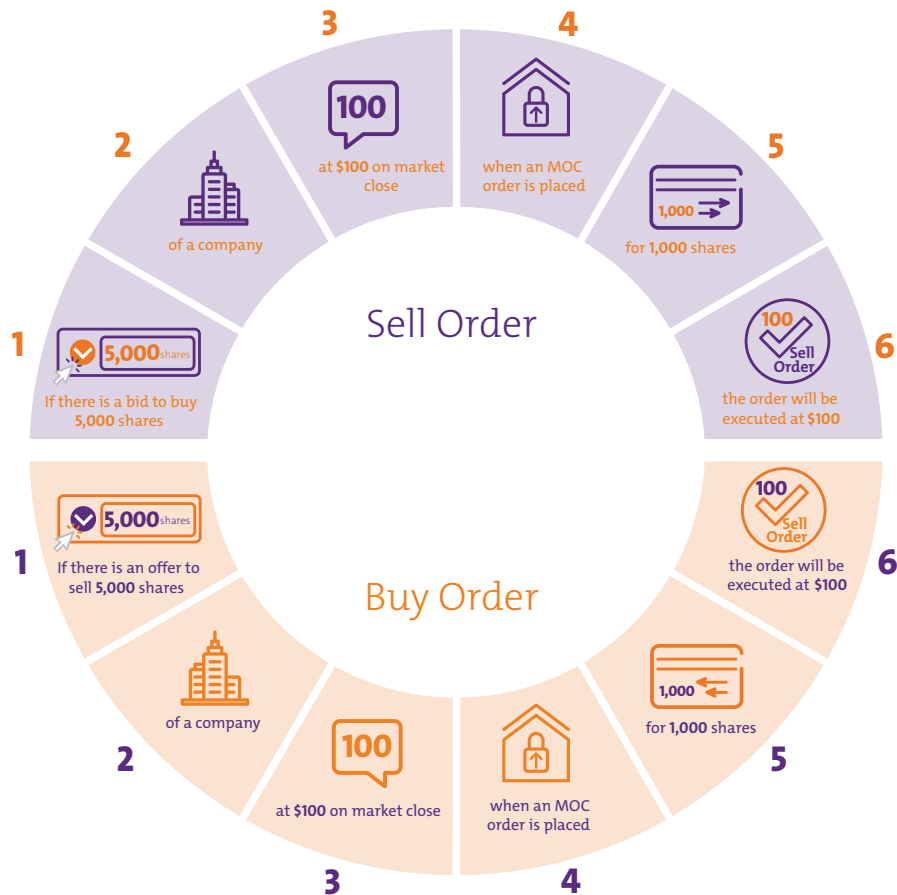 1
5,000 shares
If there is a bid to buy
5,000 shares
2
of a company
3
100
at $100 on market
close
4
when an MOC
order is placed
5
1,000
for 1,000 shares
6
100
Sell
Order
the order will be
executed at $100
Sell Order
1
5,000 shares
If there is an offer to
sell 5,000 shares
2
of a company
3
100
at $100 on market close
4
when an MOC
order is placed
5
1,000
for 1,000 shares
6
100
Sell
Order
the order will be
executed at $100
Buy Order